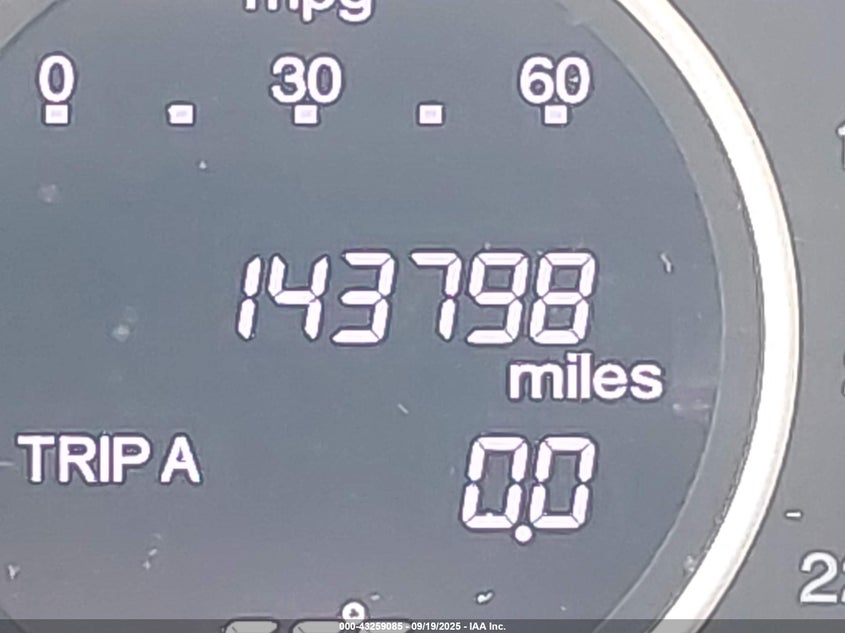 mpg
0 30 60
143798
miles
TRIP A 0.0
000-43259085 - 09/19/2025 - IAA Inc.